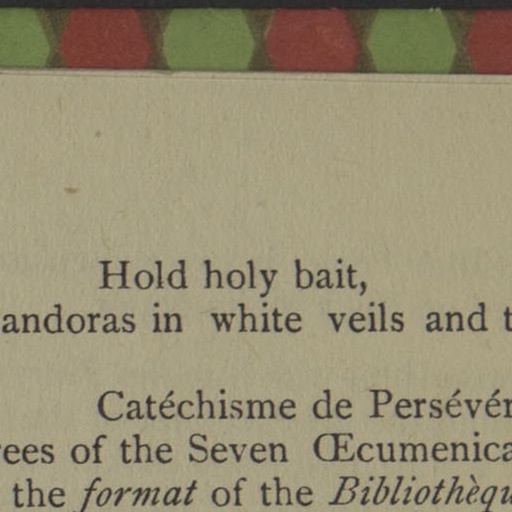 Hold holy bait,
andoras in white veils and t
Catéchisme de Persévér
rees of the Seven Œcumenica
the format of the Bibliothèqu